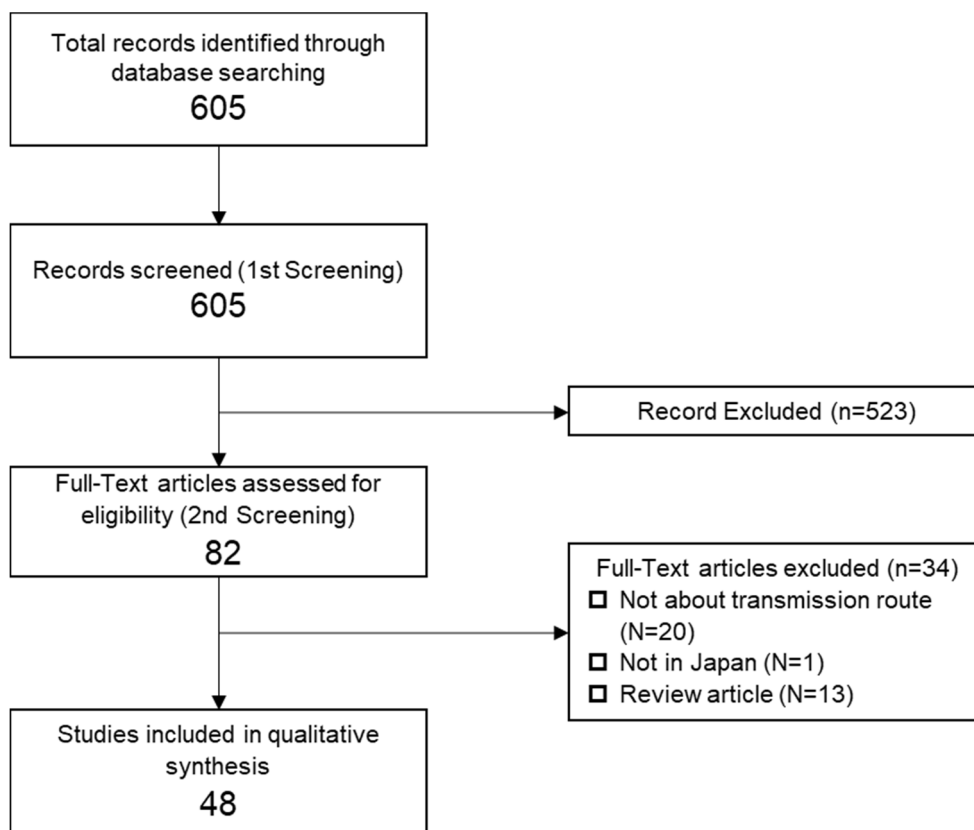 Total records identified through
database searching
605
Records screened (1st Screening)
605
Record Excluded (n=523)
Full-Text articles assessed for
eligibility (2nd Screening)
82
Full-Text articles excluded (n=34)
Not about transmission route
(N=20)
Not in Japan (N=1)
Review article (N=13)
Studies included in qualitative
synthesis
48